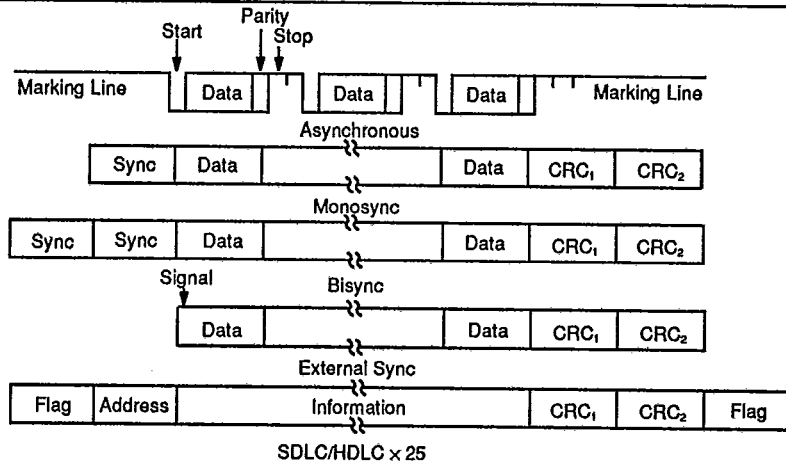 Start
Parity
Stop
Marking Line Data Data Data Marking Line
Asynchronous
Sync Data Data CRC₁ CRC₂
Monosync
Sync Sync Data Data CRC₁ CRC₂
Signal
Bisync
Data Data CRC₁ CRC₂
External Sync
Flag Address Information CRC₁ CRC₂ Flag
SDLC/HDLC × 25